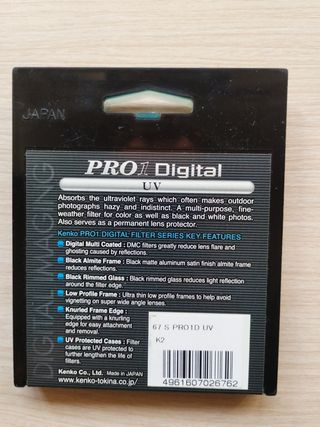 JAPAN
PRO1 Digital
UV
Absorbs the ultraviolet rays which often makes outdoor
photographs hazy and indistinct. A multi-purpose, fine-
weather filter for color as well as black and white photos.
Also serves as a permanent lens protector.
Kenko PRO1 DIGITAL FILTER SERIES KEY FEATURES
Digital Multi Coated : DMC filters greatly reduce lens flare and
ghosting caused by reflections.
Black Almite Frame : Black matte aluminum satin finish almite frame
reduces reflections.
Black Rimmed Glass : Black rimmed glass reduces light reflection
around the filter edge.
Low Profile Frame : Ultra thin low profile frames to help avoid
vignetting on super wide angle lenses.
Knurled Frame Edge :
Equipped with a knurling
edge for easy attachment
and removal.
UV Protected Cases : Filter
cases are UV protected to
further lengthen the life of
filters.
Kenko Co., Ltd. Made in JAPAN
www.kenko-tokina.co.jp/
67 S PRO1D UV
K2
4961607026762
DIGITAL IMAGING